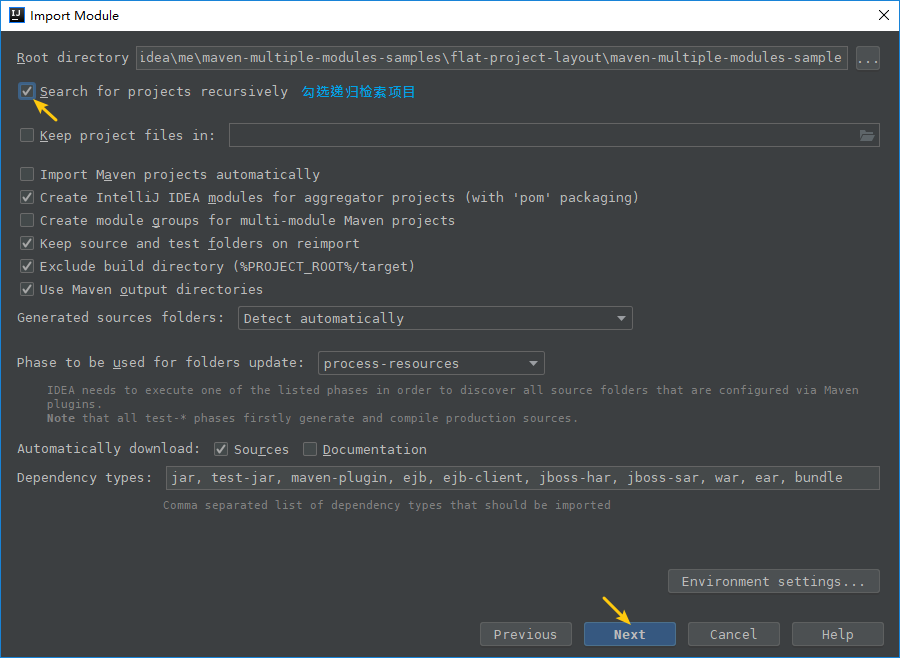 Import Module
Root directory idea\me\maven-multiple-modules-samples\flat-project-layout\maven-multiple-modules-sample ...
Search for projects recursively 勾选递归检索项目
Keep project files in:
Import Maven projects automatically
Create IntelliJ IDEA modules for aggregator projects (with 'pom' packaging)
Create module groups for multi-module Maven projects
Keep source and test folders on reimport
Exclude build directory (%PROJECT_ROOT%/target)
Use Maven output directories
Generated sources folders: Detect automatically
Phase to be used for folders update: process-resources
IDEA needs to execute one of the listed phases in order to discover all source folders that are configured via Maven
plugins.
Note that all test-* phases firstly generate and compile production sources.
Automatically download: Sources Documentation
Dependency types: jar, test-jar, maven-plugin, ejb, ejb-client, jboss-har, jboss-sar, war, ear, bundle
Comma separated list of dependency types that should be imported
Environment settings...
Previous Next Cancel Help